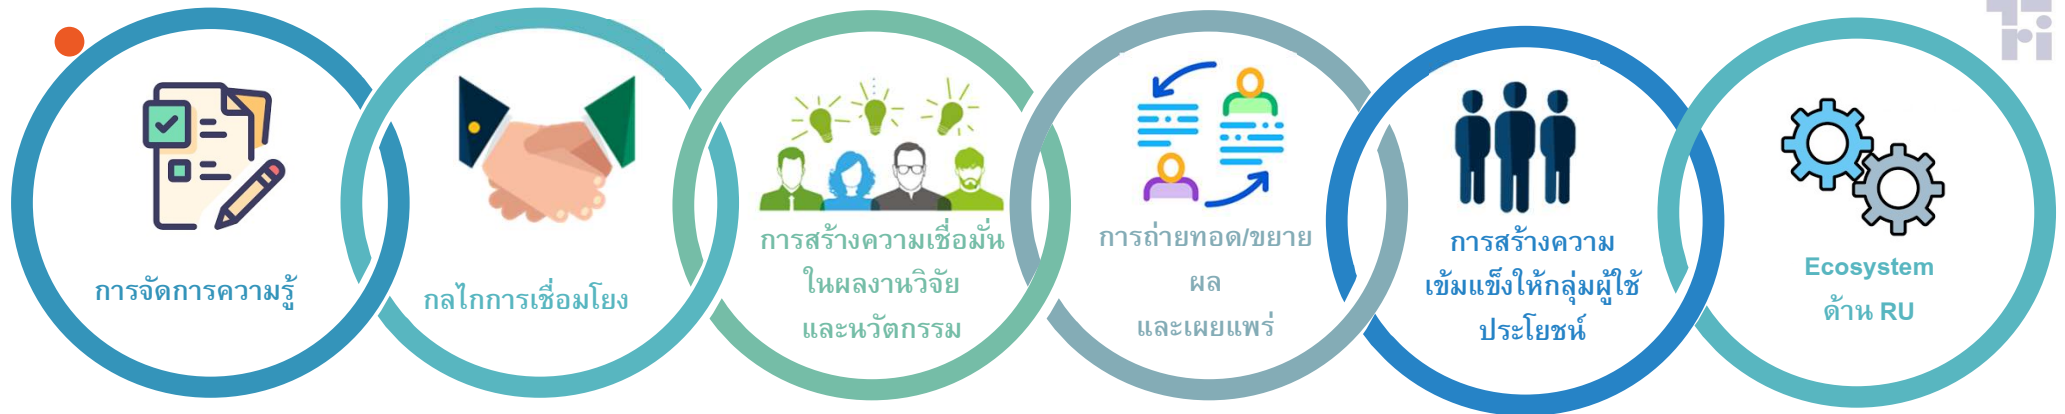 การจัดการความรู้
กลไกการเชื่อมโยง
การสร้างความเชื่อมั่น
ในผลงานวิจัย
และนวัตกรรม
การถ่ายทอด/ขยาย
ผล
และเผยแพร่
การสร้างความ
เข้มแข็งให้กลุ่มผู้ใช้
ประโยชน์
Ecosystem
ด้าน RU